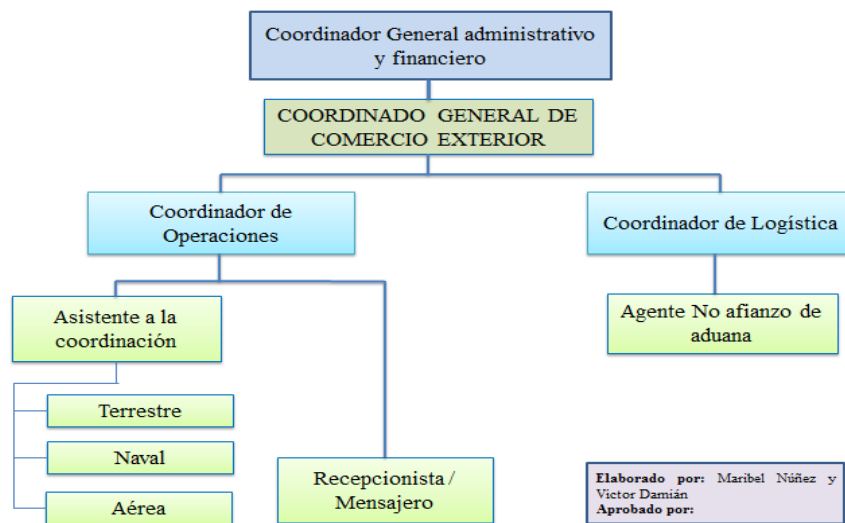 Coordinador General administrativo
y financiero
COORDINADO GENERAL DE
COMERCIO EXTERIOR
Coordinador de
Operaciones
Coordinador de Logística
Asistente a la
coordinación
Agente No afianzo de
aduana
Terrestre
Naval
Aérea
Recepcionista /
Mensajero
Elaborado por: Maribel Núñez y
Victor Damián
Aprobado por: